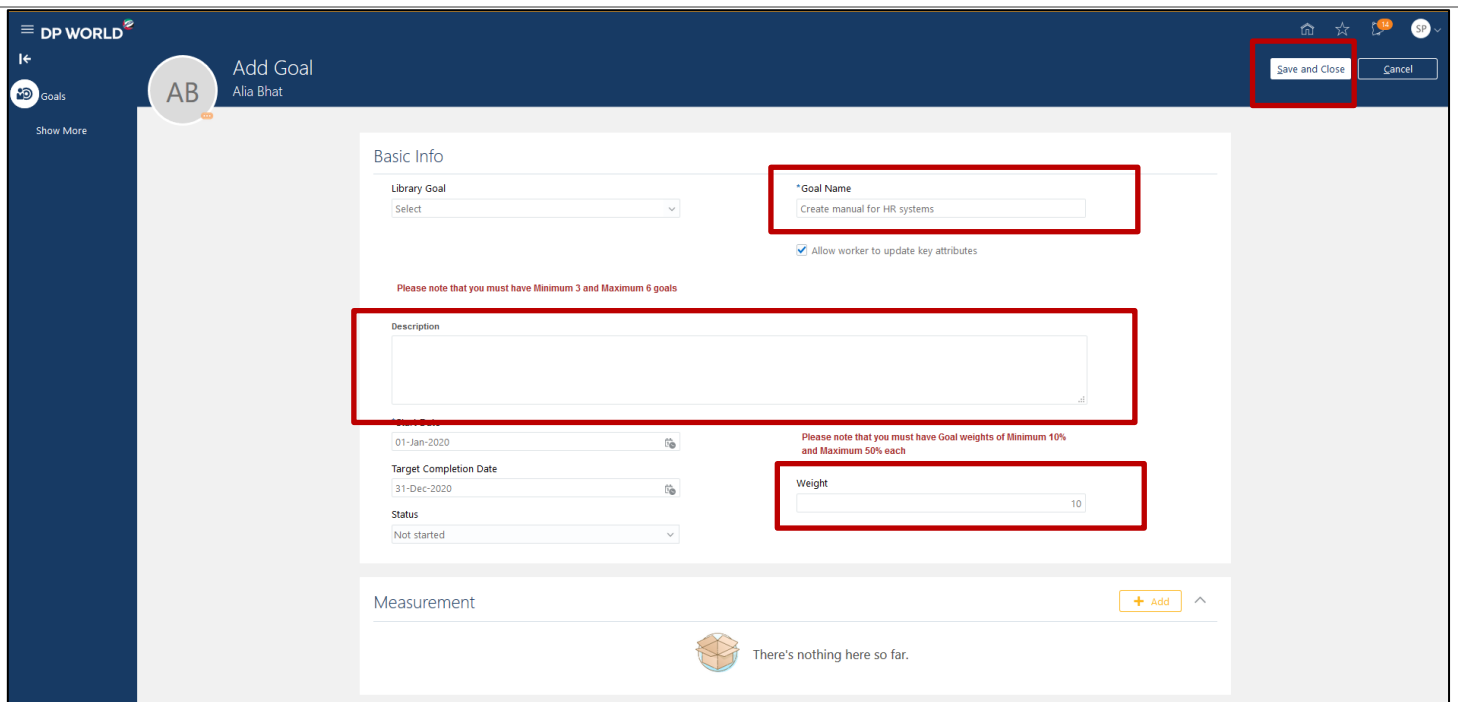 DP WORLD
14
SP
Goals
Show More
AB
Add Goal
Alia Bhat
Save and Close
Cancel
Basic Info
Library Goal
Select
*Goal Name
Create manual for HR systems
Allow worker to update key attributes
Please note that you must have Minimum 3 and Maximum 6 goals
Description
*Start Date
01-Jan-2020
Please note that you must have Goal weights of Minimum 10%
and Maximum 50% each
Target Completion Date
31-Dec-2020
Weight
10
Status
Not started
Measurement
+ Add
There's nothing here so far.